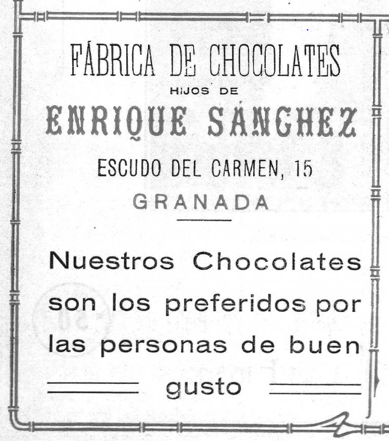 FÁBRICA DE CHOCOLATES
HIJOS DE
ENRIQUE SÁNCHEZ
ESCUDO DEL CARMEN, 15
GRANADA
Nuestros Chocolates
son los preferidos por
las personas de buen
gusto